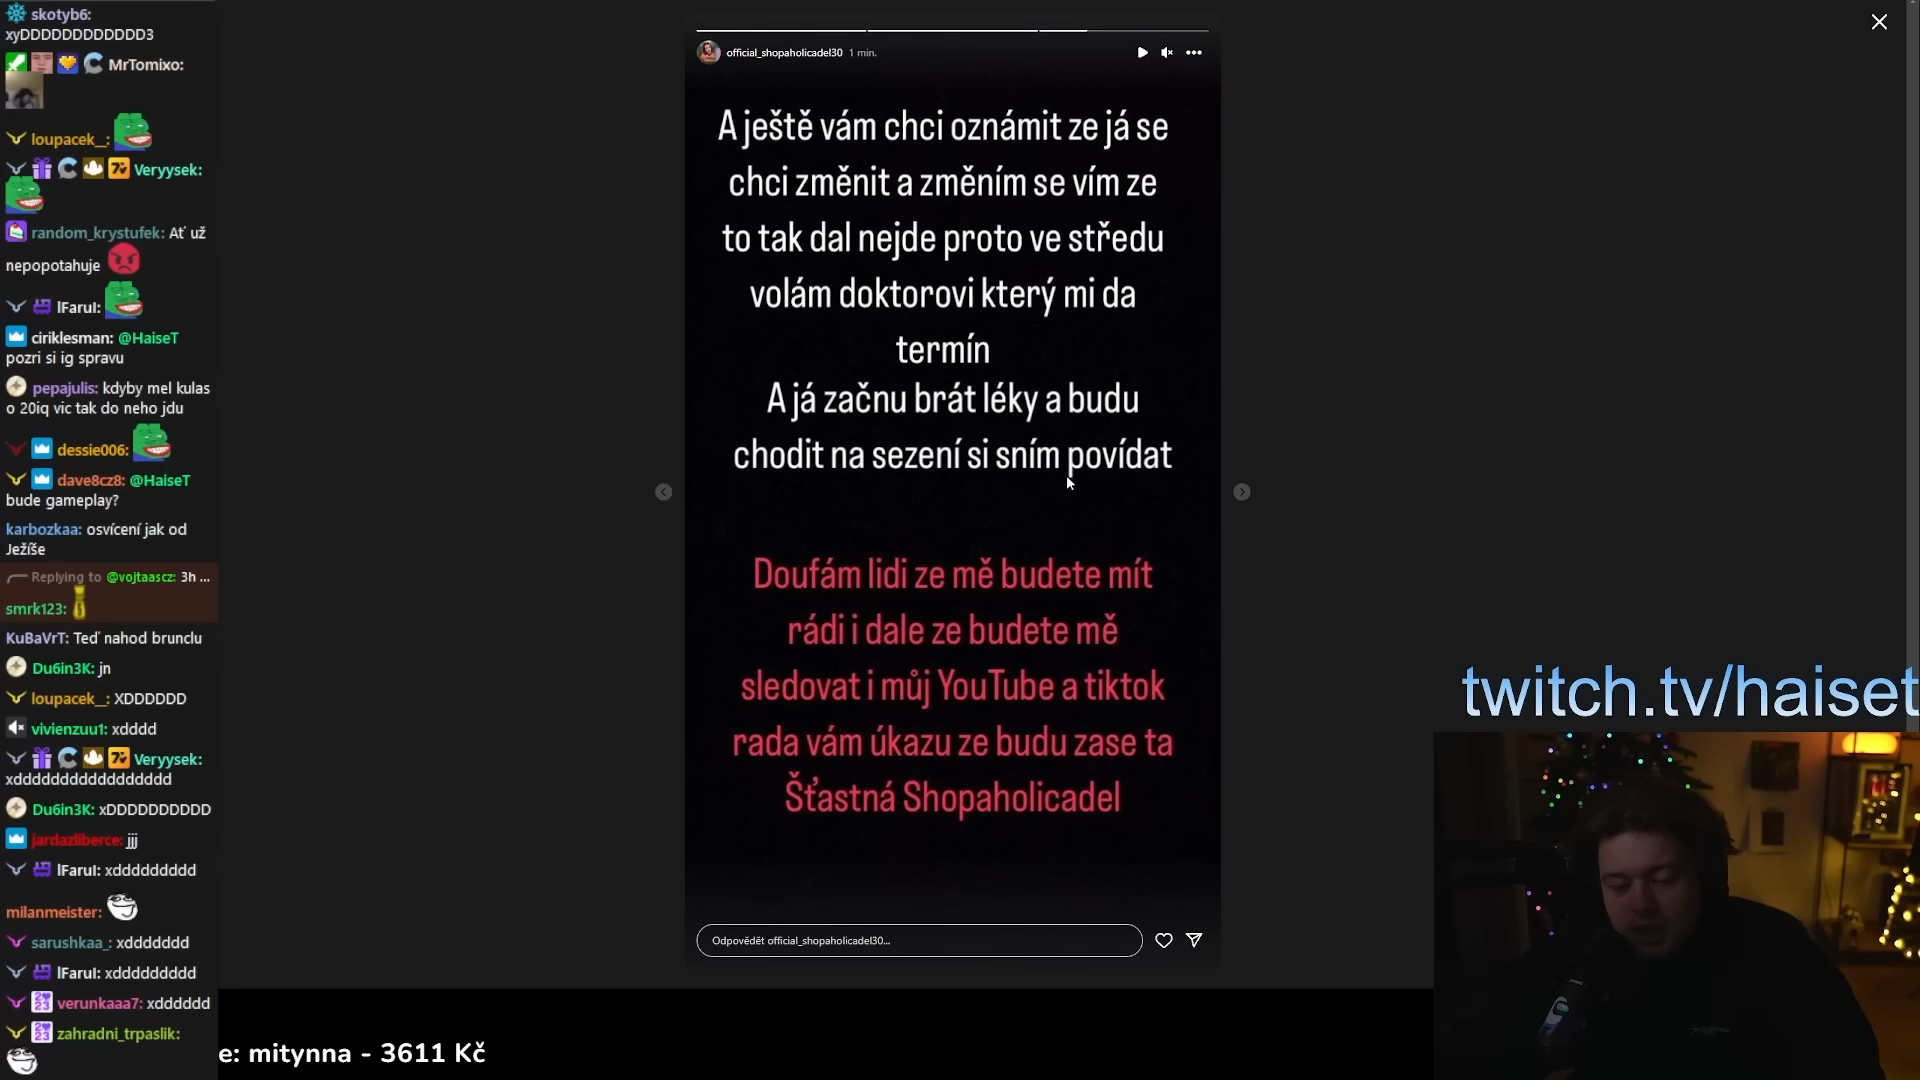 skotyb6:
xyDDDDDDDDDDDD3
MrTomixo:
loupacek_:
Veryysek:
random_krystufek: Ať už
nepopotahuje
lFarul:
ciriklesman: @HaiseT
pozri si ig spravu
pepajulis: kdyby mel kulas
o 20iq vic tak do neho jdu
dessie006:
dave8cz8: @HaiseT
bude gameplay?
karbozkaa: osvícení jak od
Ježíše
Replying to @vojtaascz: 3h ...
smrk123:
KuBaVrT: Teď nahod brunclu
Du6in3K: jn
loupacek_: XDDDDDD
vivienzuu1: xdddd
Veryysek:
xddddddddddddddddd
Du6in3K: xDDDDDDDDDD
jardazliberce: jjj
lFarul: xddddddddd
milanmeister:
sarushkaa_: xddddddd
lFarul: xddddddddd
verunkaaa7: xdddddd
zahradni_trpaslik:
official_shopaholicadel30 1 min.
A ještě vám chci oznámit ze já se
chci změnit a změním se vím ze
to tak dal nejde proto ve středu
volám doktorovi který mi da
termín
A já začnu brát léky a budu
chodit na sezení si sním povídat
Doufám lidi ze mě budete mít
rádi i dale ze budete mě
sledovat i můj YouTube a tiktok
rada vám úkazu ze budu zase ta
Šťastná Shopaholicadel
Odpovědět official_shopaholicadel30...
twitch.tv/haiset
e: mitynna - 3611 Kč